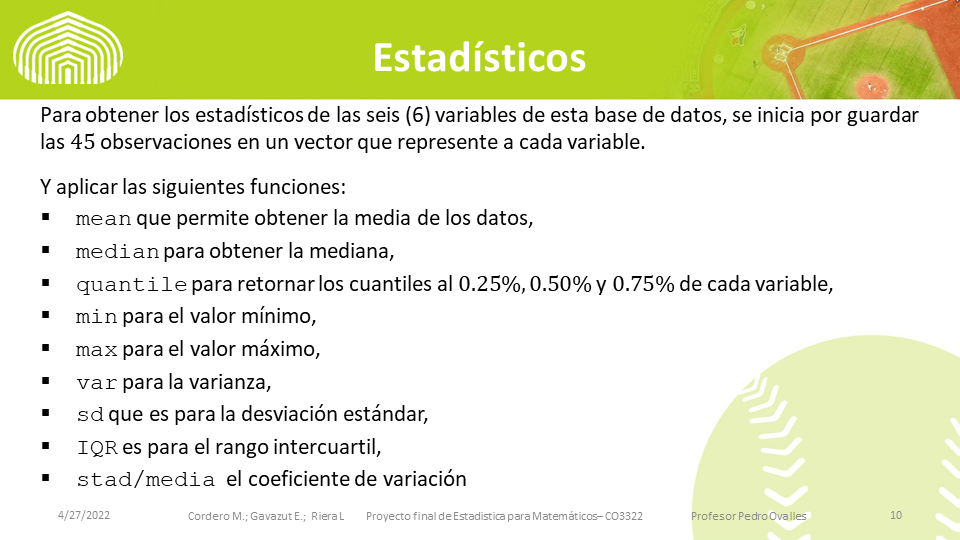 Estadísticos
Para obtener los estadísticos de las seis (6) variables de esta base de datos, se inicia por guardar
las 45 observaciones en un vector que represente a cada variable.
Y aplicar las siguientes funciones:
▪ mean que permite obtener la media de los datos,
▪ median para obtener la mediana,
▪ quantile para retornar los cuantiles al 0.25%, 0.50% y 0.75% de cada variable,
▪ min para el valor mínimo,
▪ max para el valor máximo,
▪ var para la varianza,
▪ sd que es para la desviación estándar,
▪ IQR es para el rango intercuartil,
▪ stad/media el coeficiente de variación
4/27/2022 Cordero M.; Gavazut E.; Riera L Proyecto final de Estadistica para Matemáticos– CO3322 Profesor Pedro Ovalles 10